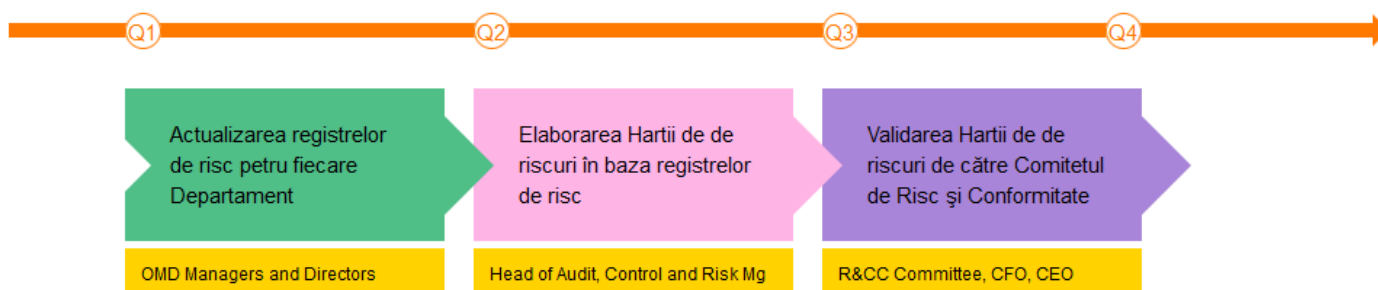 Q1
Q2
Q3
Q4
Actualizarea registrelor
de risc petru fiecare
Departament
Elaborarea Hartii de de
riscuri în baza registrelor
de risc
Validarea Hartii de de
riscuri de către Comitetul
de Risc şi Conformitate
OMD Managers and Directors
Head of Audit, Control and Risk Mg
R&CC Committee, CFO, CEO